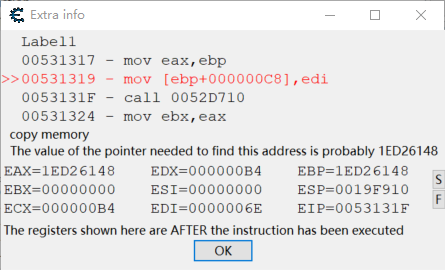 Extra info
Label1
00531317 - mov eax,ebp
>>00531319 - mov [ebp+000000C8],edi
0053131F - call 0052D710
00531324 - mov ebx,eax
copy memory
The value of the pointer needed to find this address is probably 1ED26148
EAX=1ED26148 EDX=000000B4 EBP=1ED26148
EBX=00000000 ESI=00000000 ESP=0019F910
ECX=000000B4 EDI=0000006E EIP=0053131F
S
F
The registers shown here are AFTER the instruction has been executed
OK